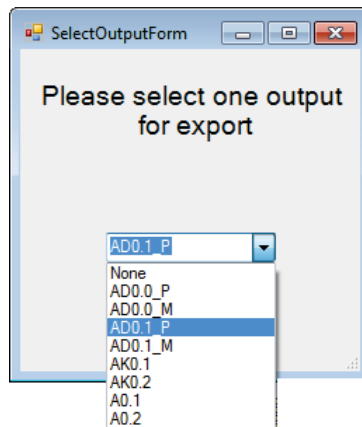 SelectOutputForm
Please select one output
for export
AD0.1_P
None
AD0.0_P
AD0.0_M
AD0.1_P
AD0.1_M
AK0.1
AK0.2
A0.1
A0.2